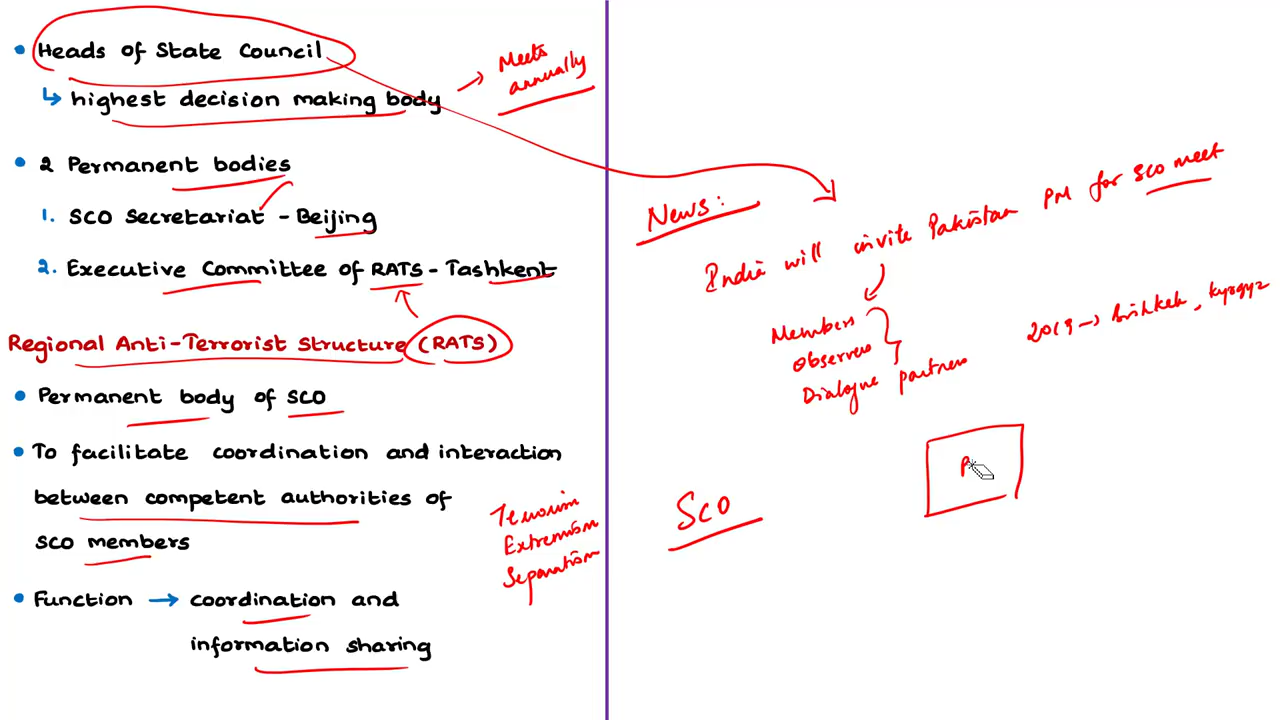 • Heads of State Council
↳ highest decision making body
→ Meets
annually
• 2 Permanent bodies
1. SCO Secretariat - Beijing
2. Executive Committee of RATS - Tashkent
Regional Anti-Terrorist Structure (RATS)
• Permanent body of SCO
• To facilitate coordination and interaction
between competent authorities of
SCO members
Terrorism
Extremism
Separatism
• Function → coordination and
information sharing
News:
India will invite Pakistan PM for SCO meet
Members
Observers
Dialogue partners
2019 → Bishkek, Kyrgyz
SCO